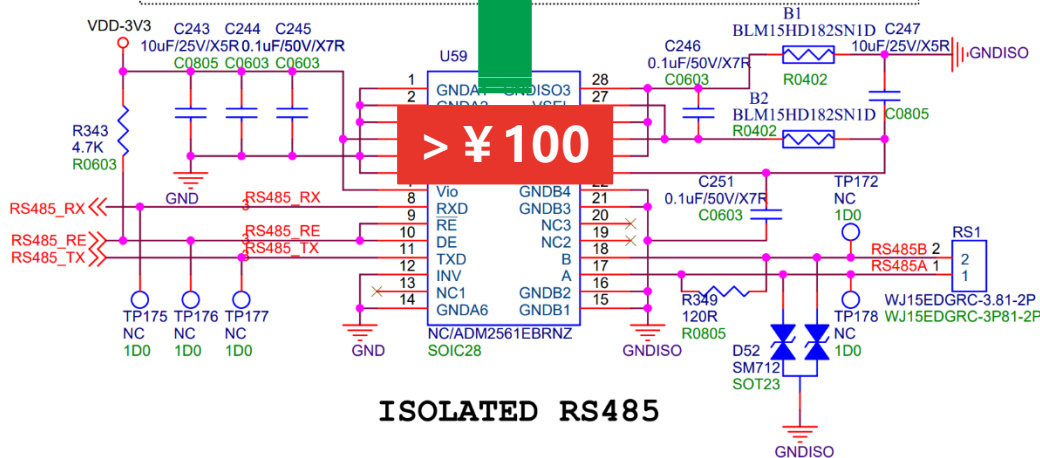 VDD-3V3
C243
10uF/25V/X5R
C0805
C244
0.1uF/50V/X7R
C0603
C245
C0603
U59
B1
BLM15HD182SN1D
R0402
C246
0.1uF/50V/X7R
C0603
C247
10uF/25V/X5R
C0805
GNDISO
B2
BLM15HD182SN1D
R0402
R343
4.7K
R0603
GND
1
2
28 GNDISO3
27
> ¥ 100
Vio
8 RXD
9 RE
10 DE
11 TXD
12 INV
13 NC1
14 GNDA6
GNDB4
21 GNDB3
20 NC3
19 NC2
18 B
17 A
16 GNDB2
15 GNDB1
RS485_RX
RS485_RX
RS485_RE
RS485_RE
RS485_TX
RS485_TX
C251
0.1uF/50V/X7R
C0603
TP172
NC
1D0
RS1
RS485B 2
RS485A 1
2
1
WJ15EDGRC-3.81-2P
WJ15EDGRC-3P81-2P
TP175
NC
1D0
TP176
NC
1D0
TP177
NC
1D0
GND
NC/ADM2561EBRNZ
SOIC28
GNDISO
R349
120R
R0805
D52
SM712
SOT23
TP178
NC
1D0
ISOLATED RS485
GNDISO